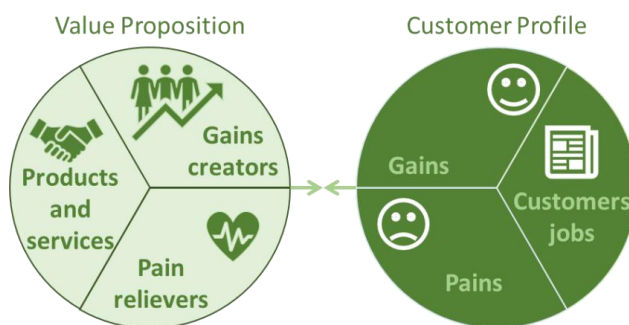 Value Proposition
Gains
creators
Products
and
services
Pain
relievers
Customer Profile
Gains
Customers
jobs
Pains